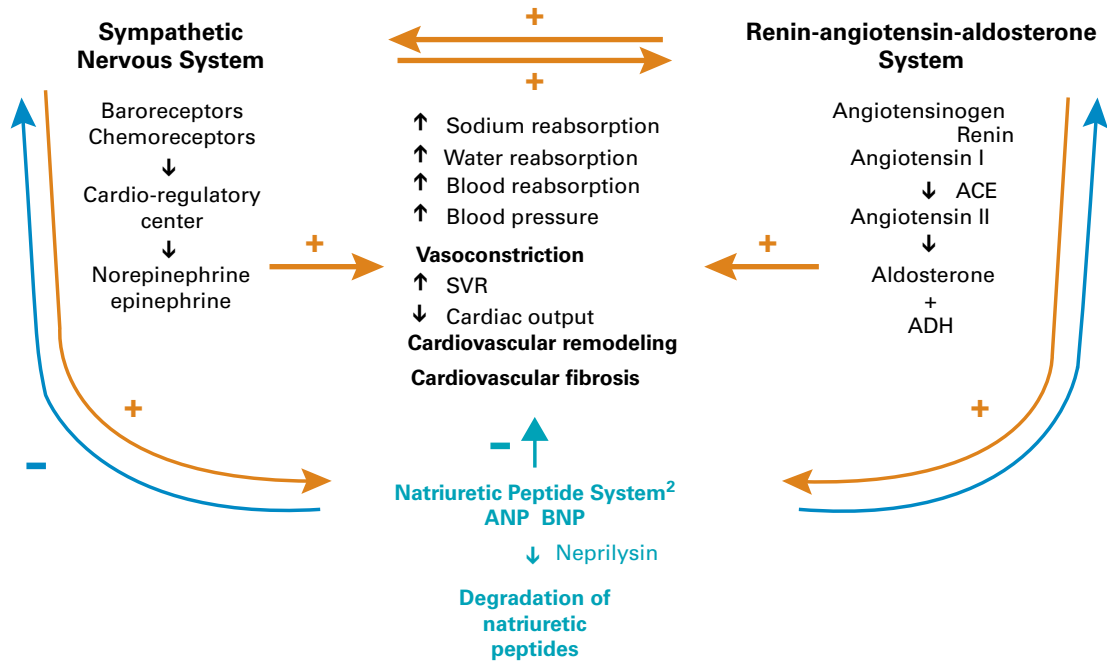 +
Sympathetic
Nervous System
Renin-angiotensin-aldosterone
System
+
Baroreceptors
Chemoreceptors
↓
Cardio-regulatory
center
↓
Norepinephrine
epinephrine
+
↑ Sodium reabsorption
↑ Water reabsorption
↑ Blood reabsorption
↑ Blood pressure
Vasoconstriction
↑ SVR
↓ Cardiac output
Cardiovascular remodeling
Cardiovascular fibrosis
+
Angiotensinogen
Renin
Angiotensin I
↓ ACE
Angiotensin II
↓
Aldosterone
+
ADH
+
+
–
–
Natriuretic Peptide System²
ANP BNP
↓ Neprilysin
Degradation of
natriuretic
peptides